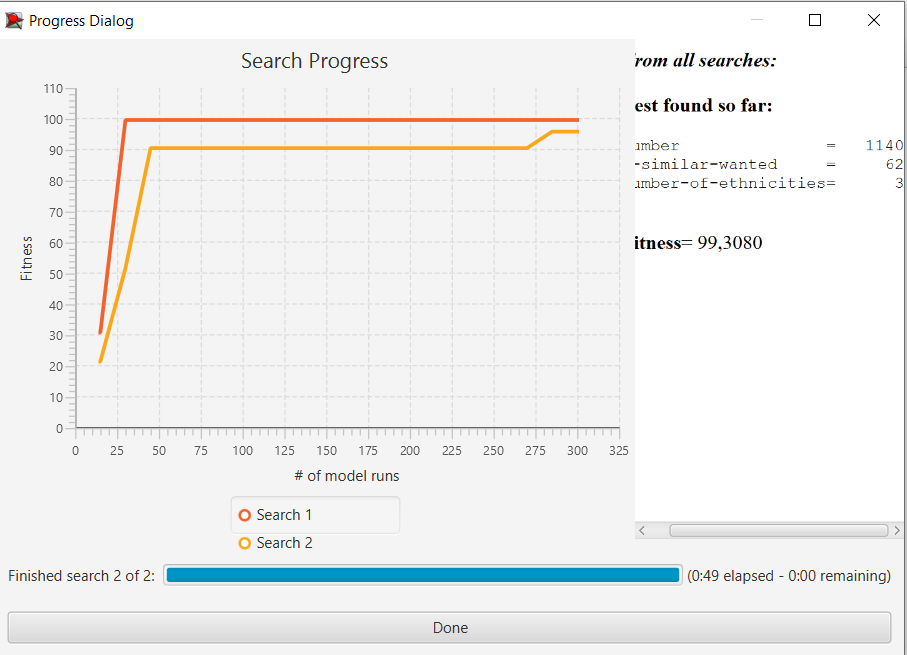 Progress Dialog
Search Progress
Fitness
110
100
90
80
70
60
50
40
30
20
10
0
0 25 50 75 100 125 150 175 200 225 250 275 300 325
# of model runs
Search 1
Search 2
rom all searches:
est found so far:
umber = 1140
-similar-wanted = 62
umber-of-ethnicities= 3
itness= 99,3080
Finished search 2 of 2: (0:49 elapsed - 0:00 remaining)
Done